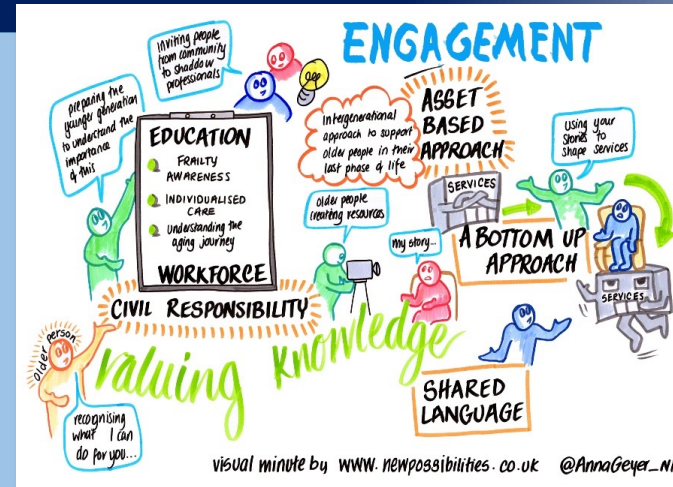 ENGAGEMENT
inviting people
from community
to shaddow
professionals
preparing the
younger generation
to understand the
importance
of this
EDUCATION
FRAILTY
AWARENESS
INDIVIDUALISED
CARE
understanding the
aging journey
WORKFORCE
CIVIL RESPONSIBILITY
Intergenerational
approach to support
older people in their
last phase of life
ASSET
BASED
APPROACH
SERVICES
using your
stories to
shape services
older people
creating resources
my story...
A BOTTOM UP
APPROACH
SERVICES
older person
valuing knowledge
recognising
what I can
do for you...
SHARED
LANGUAGE
visual minute by www.newpossibilities.co.uk @AnnaGeyer_N